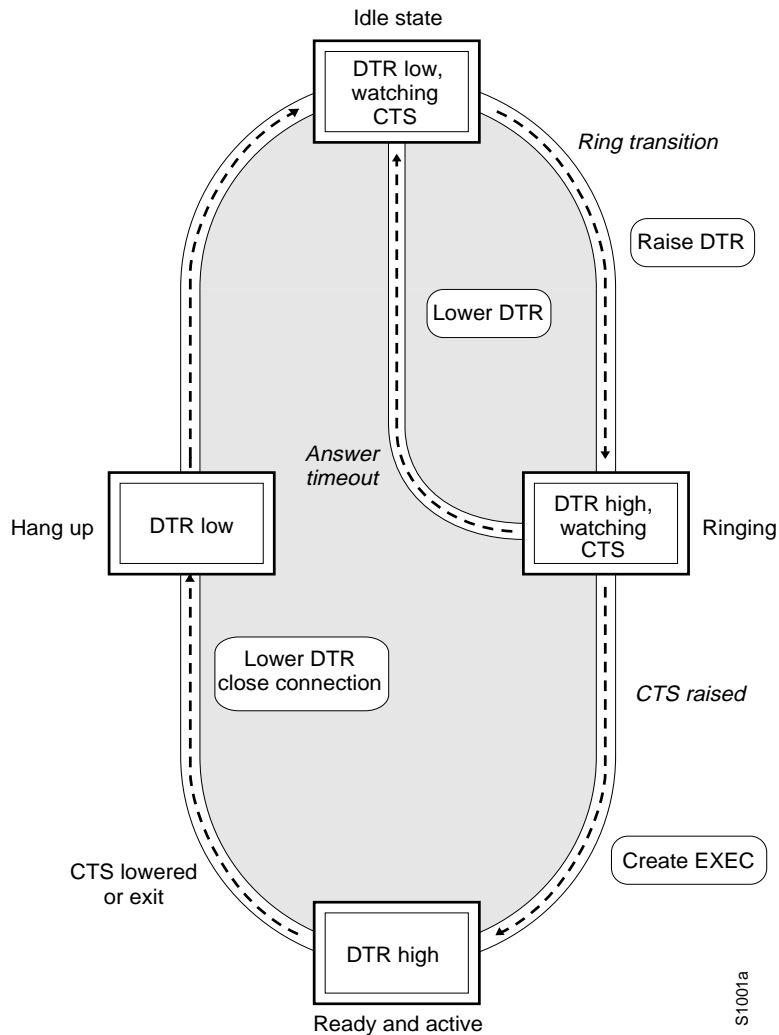 Idle state
DTR low,
watching
CTS
Ring transition
Raise DTR
Lower DTR
Answer
timeout
Hang up
DTR low
DTR high,
watching
CTS
Ringing
Lower DTR
close connection
CTS raised
CTS lowered
or exit
Create EXEC
DTR high
Ready and active
S1001a